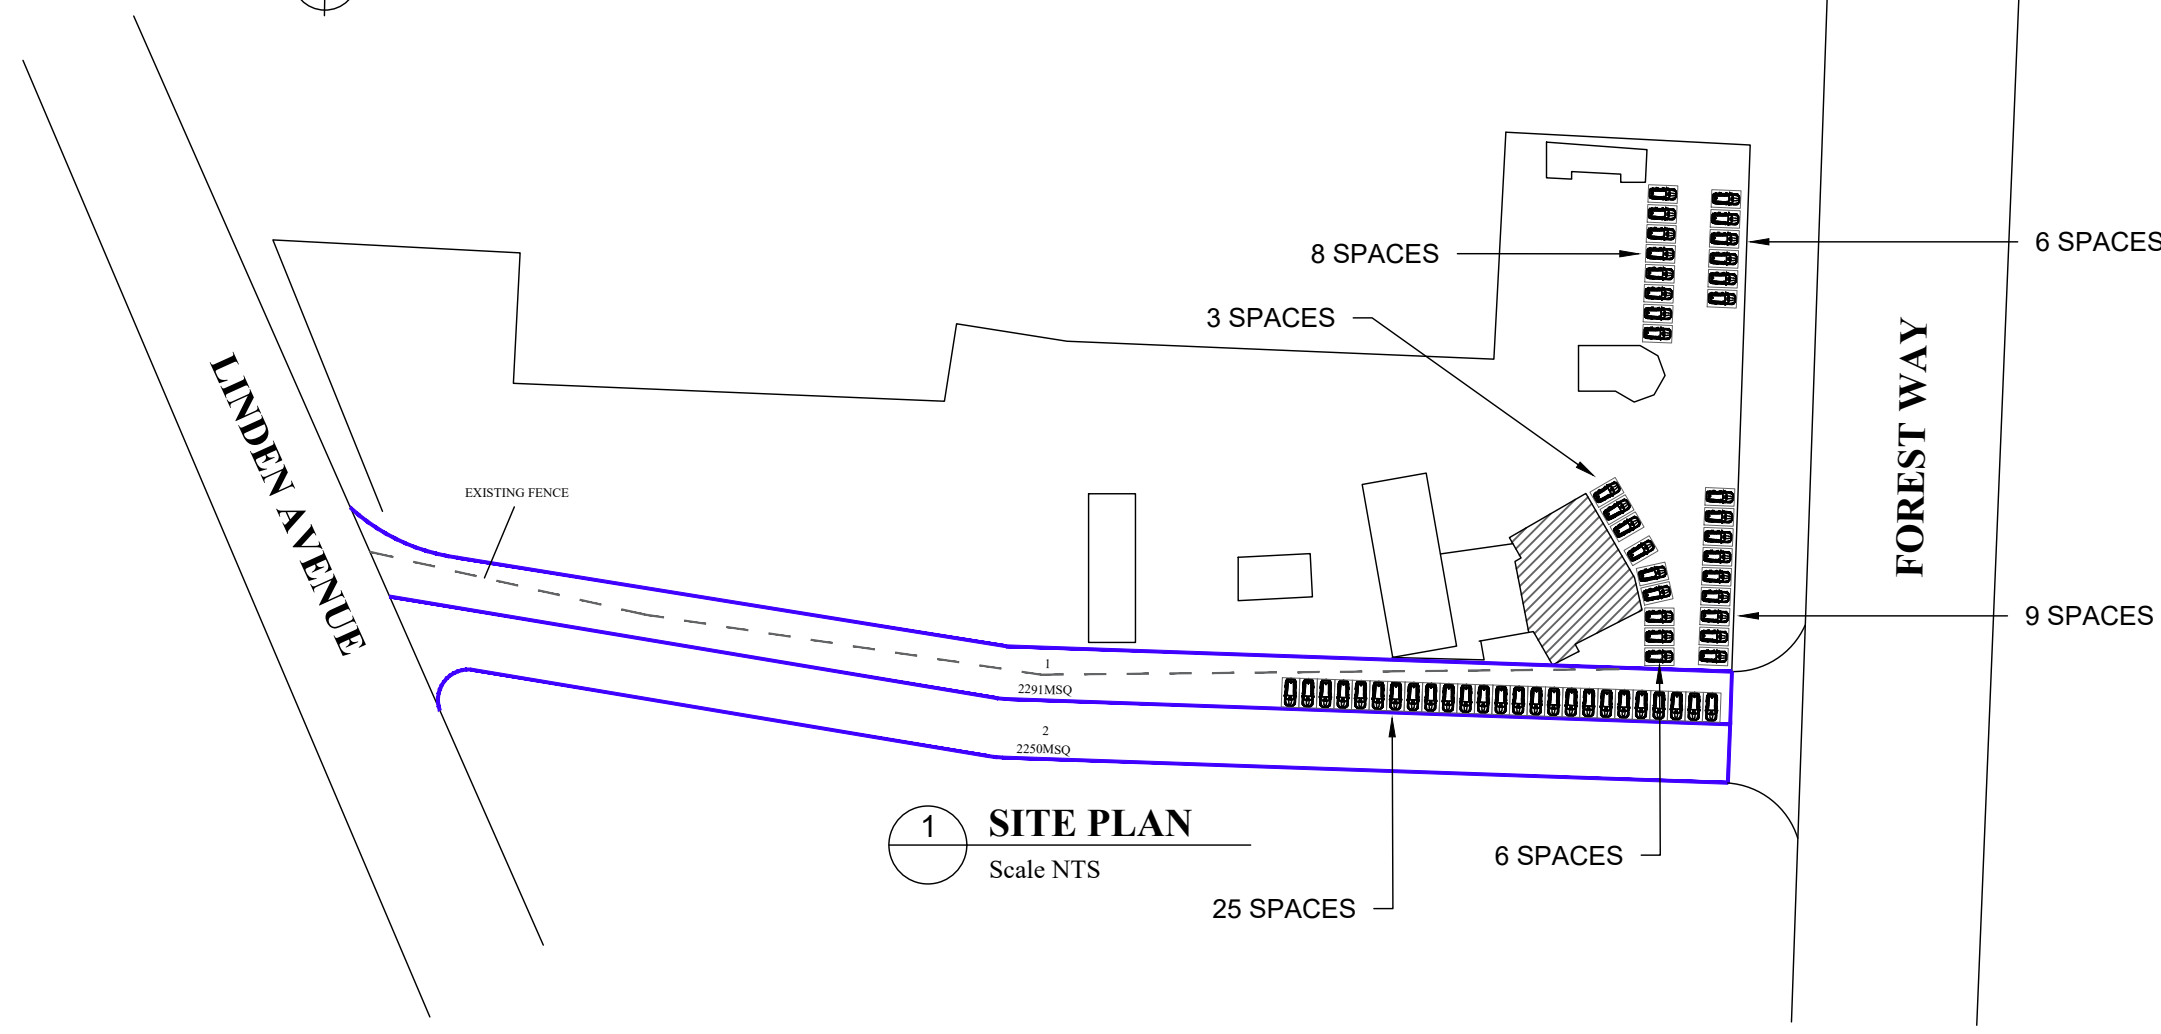 8 SPACES
6 SPACES
3 SPACES
LINDEN AVENUE
FOREST WAY
EXISTING FENCE
9 SPACES
1
2291MSQ
2
2250MSQ
1
SITE PLAN
Scale NTS
6 SPACES
25 SPACES